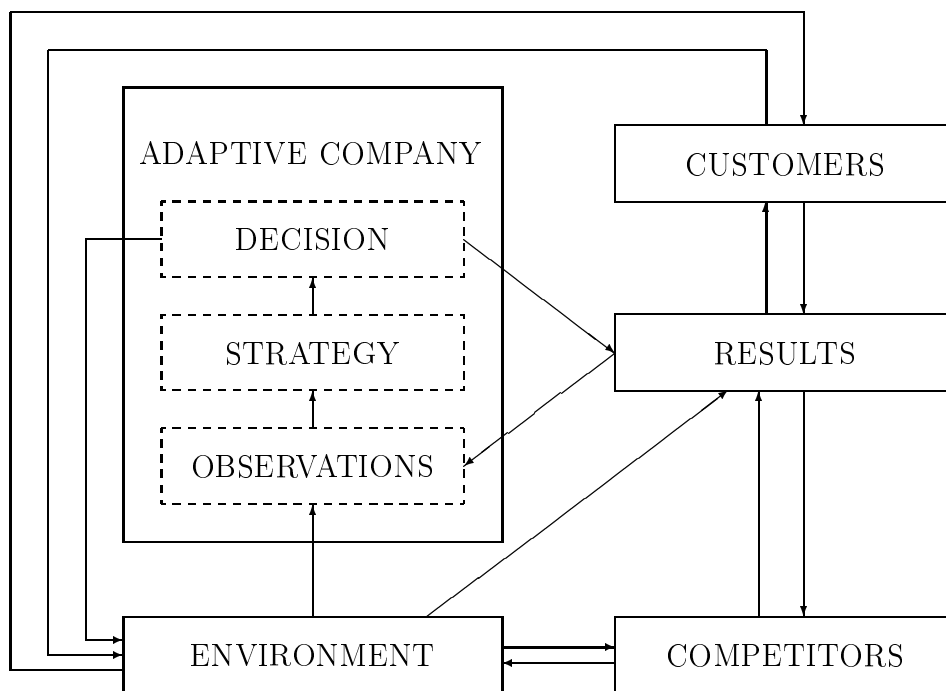 ADAPTIVE COMPANY
CUSTOMERS
DECISION
STRATEGY
RESULTS
OBSERVATIONS
ENVIRONMENT
COMPETITORS